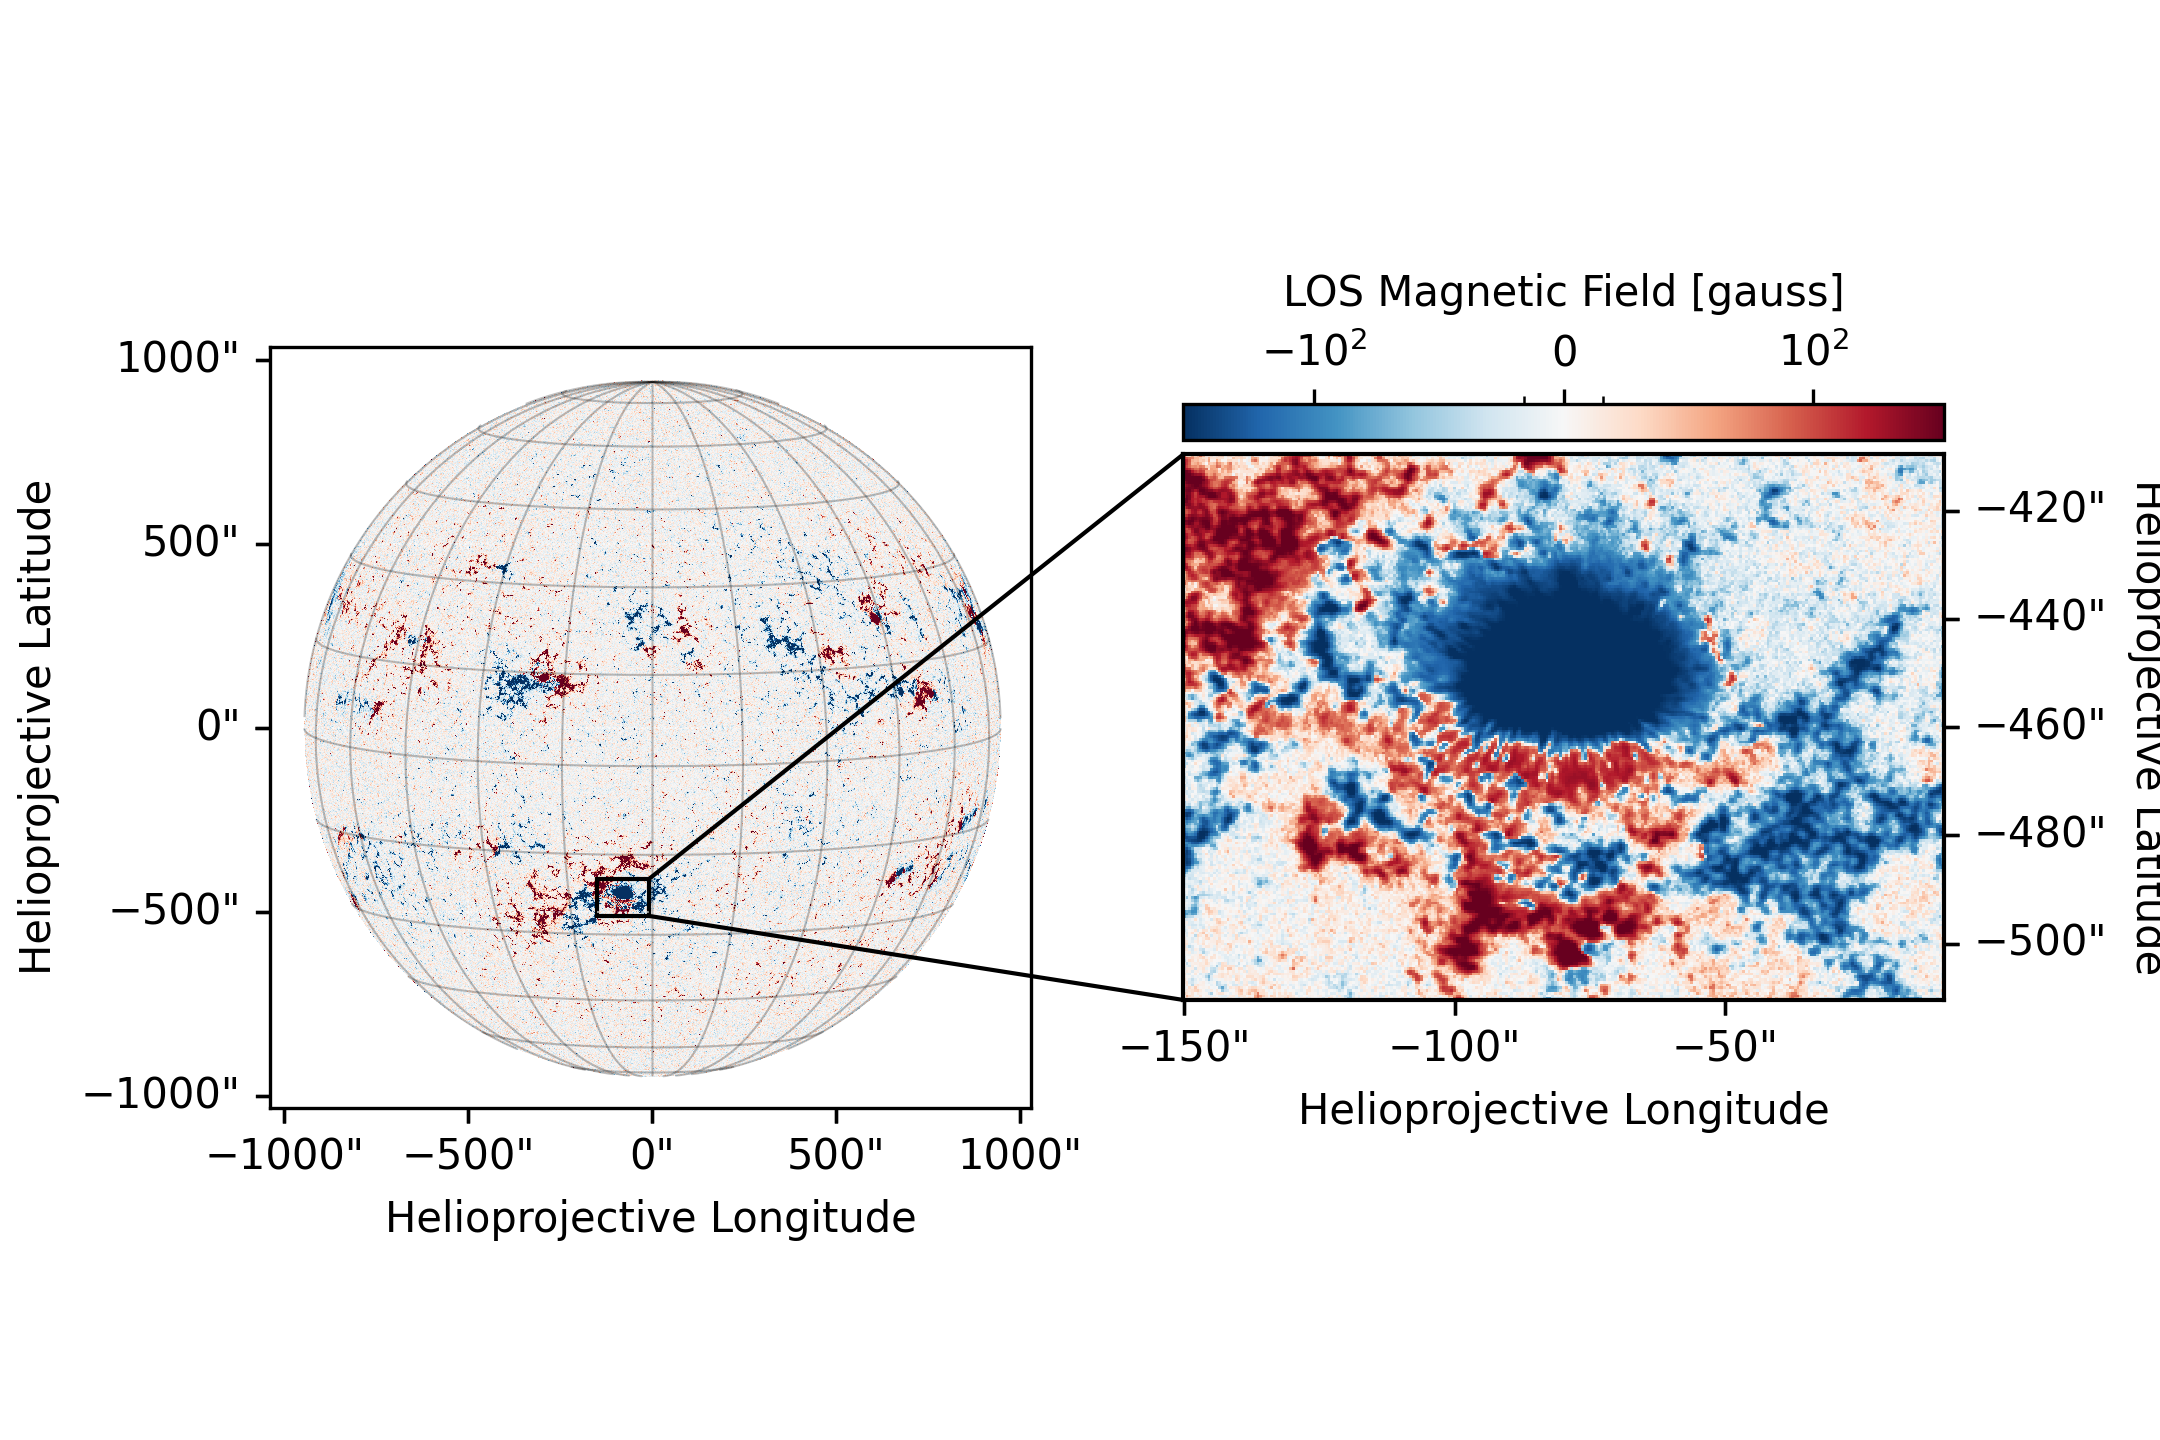 LOS Magnetic Field [gauss]
−10² 0 10²
1000"
500"
0"
−500"
−1000"
Helioprojective Latitude
−1000" −500" 0" 500" 1000"
Helioprojective Longitude
−420"
−440"
−460"
−480"
−500"
Helioprojective Latitude
−150" −100" −50"
Helioprojective Longitude